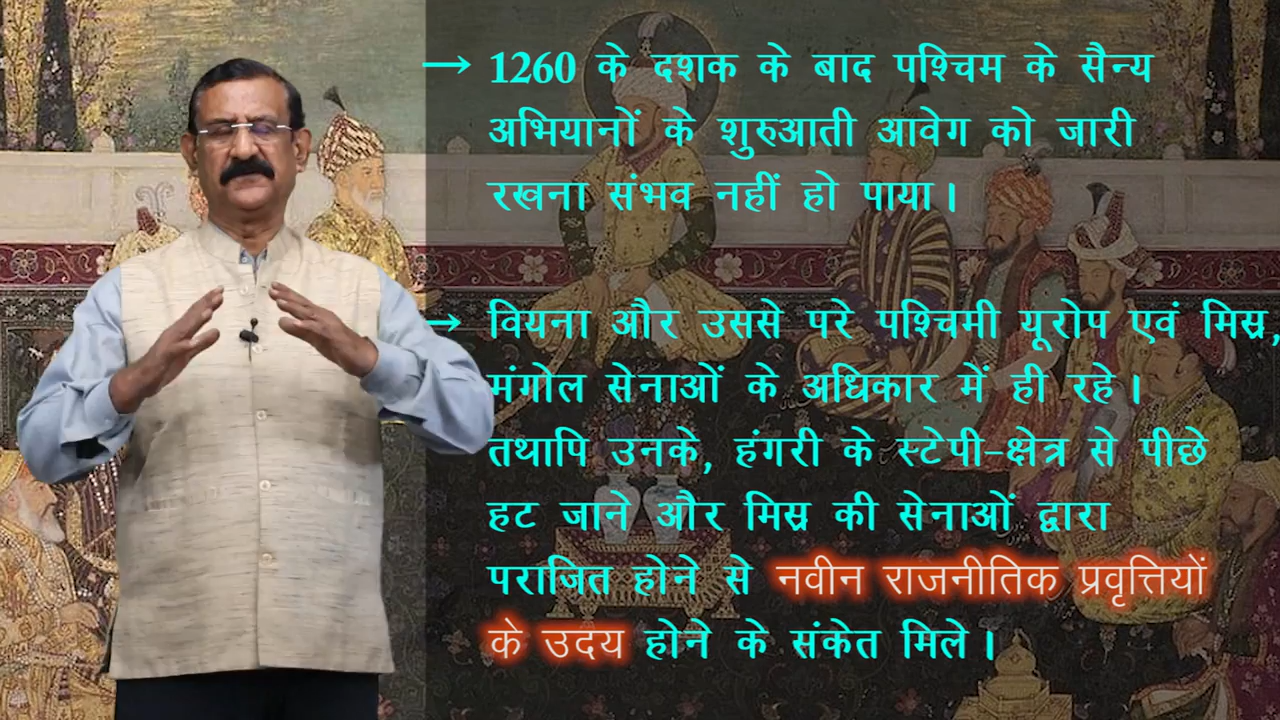 → 1260 के दशक के बाद पश्चिम के सैन्य
अभियानों के शुरुआती आवेग को जारी
रखना संभव नहीं हो पाया।
→ वियना और उससे परे पश्चिमी यूरोप एवं मिस्र,
मंगोल सेनाओं के अधिकार में ही रहे।
तथापि उनके, हंगरी के स्टेपी-क्षेत्र से पीछे
हट जाने और मिस्र की सेनाओं द्वारा
पराजित होने से नवीन राजनीतिक प्रवृत्तियों
के उदय होने के संकेत मिले।